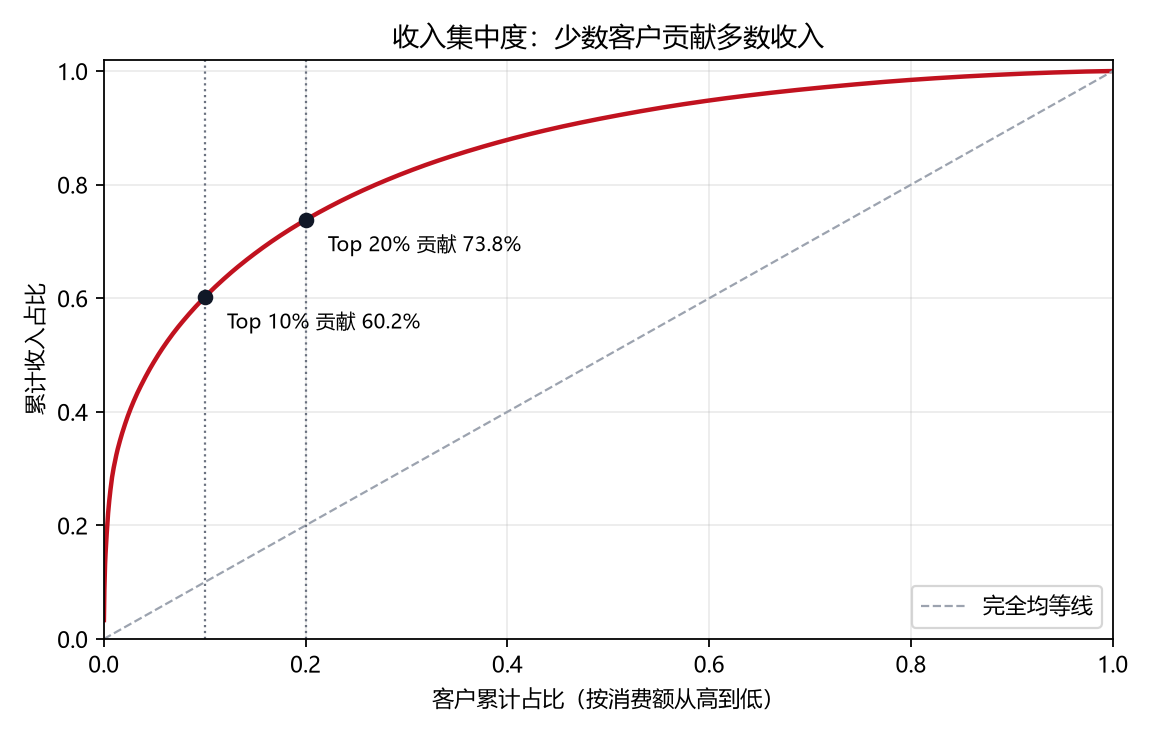 收入集中度：少数客户贡献多数收入
1.0
0.8
0.6
0.4
0.2
0.0
累计收入占比
Top 20% 贡献 73.8%
Top 10% 贡献 60.2%
完全均等线
0.0 0.2 0.4 0.6 0.8 1.0
客户累计占比（按消费额从高到低）